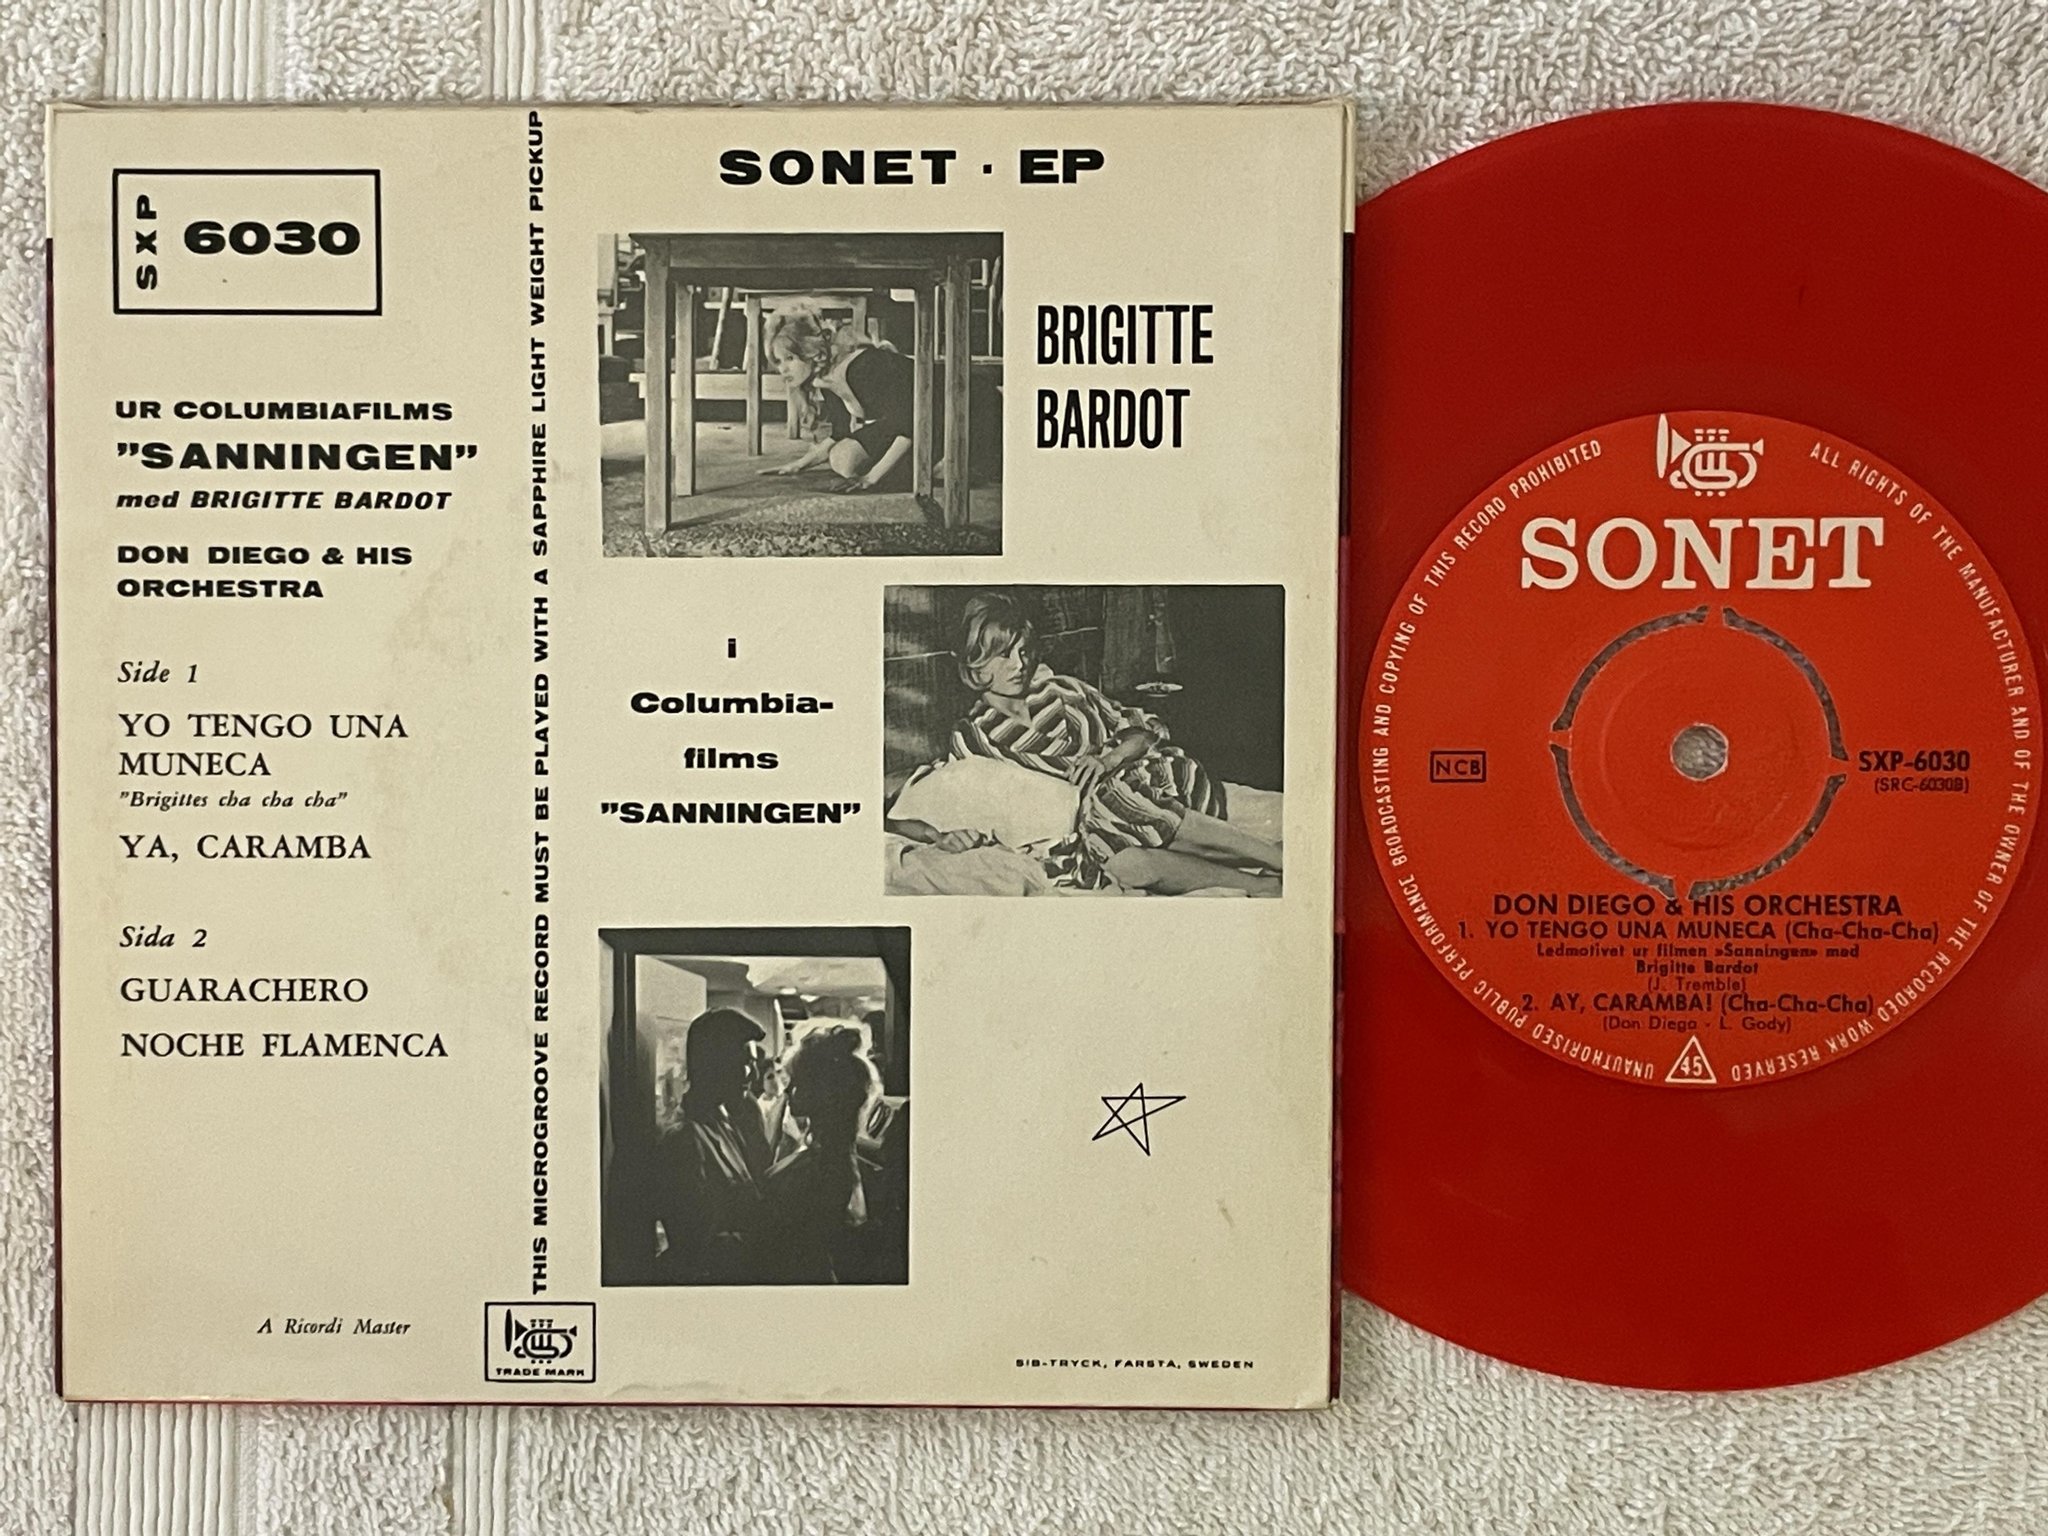 SXP 6030
UR COLUMBIAFILMS
”SANNINGEN”
med BRIGITTE BARDOT
DON DIEGO & HIS
ORCHESTRA
Side 1
YO TENGO UNA
MUNECA
”Brigittes cha cha cha”
YA, CARAMBA
Sida 2
GUARACHERO
NOCHE FLAMENCA
A Ricordi Master
THIS MICROGROOVE RECORD MUST BE PLAYED WITH A SAPPHIRE LIGHT WEIGHT PICKUP
TRADE MARK
SONET · EP
BRIGITTE
BARDOT
i
Columbia-
films
”SANNINGEN”
SIB-TRYCK, FARSTA, SWEDEN
SONET
NCB
SXP-6030
(SRC-6030B)
DON DIEGO & HIS ORCHESTRA
1. YO TENGO UNA MUNECA (Cha-Cha-Cha)
Ledmotivet ur filmen »Sanningen» med
Brigitte Bardot
(J. Tremble)
2. AY, CARAMBA! (Cha-Cha-Cha)
(Don Diego - L. Gody)
45
ALL RIGHTS OF THE MANUFACTURER AND OF THE OWNER OF THE RECORDED WORK RESERVED
UNAUTHORISED PUBLIC PERFORMANCE BROADCASTING AND COPYING OF THIS RECORD PROHIBITED